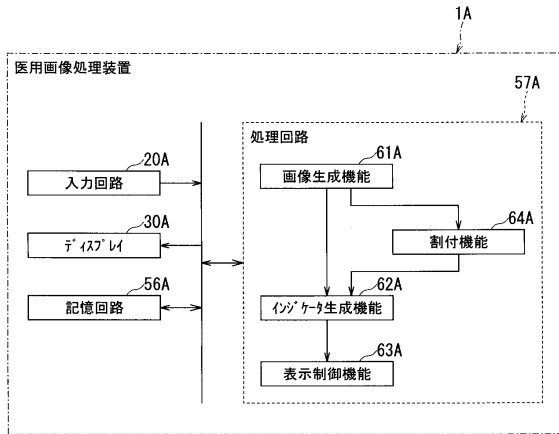 1A
医用画像処理装置
57A
処理回路
20A
入力回路
61A
画像生成機能
30A
ディスプレイ
64A
割付機能
56A
記憶回路
62A
インジケータ生成機能
63A
表示制御機能